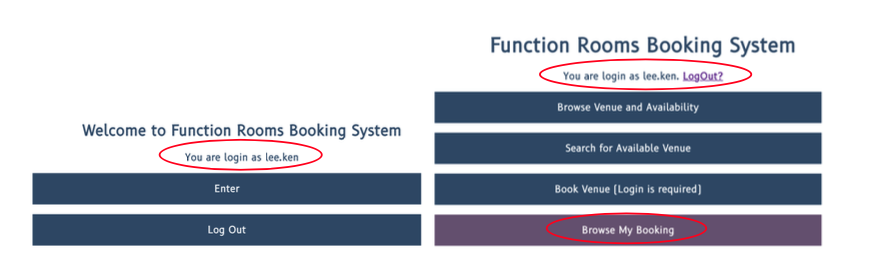 Welcome to Function Rooms Booking System
You are login as lee.ken
Enter
Log Out
Function Rooms Booking System
You are login as lee.ken. LogOut?
Browse Venue and Availability
Search for Available Venue
Book Venue [Login is required]
Browse My Booking